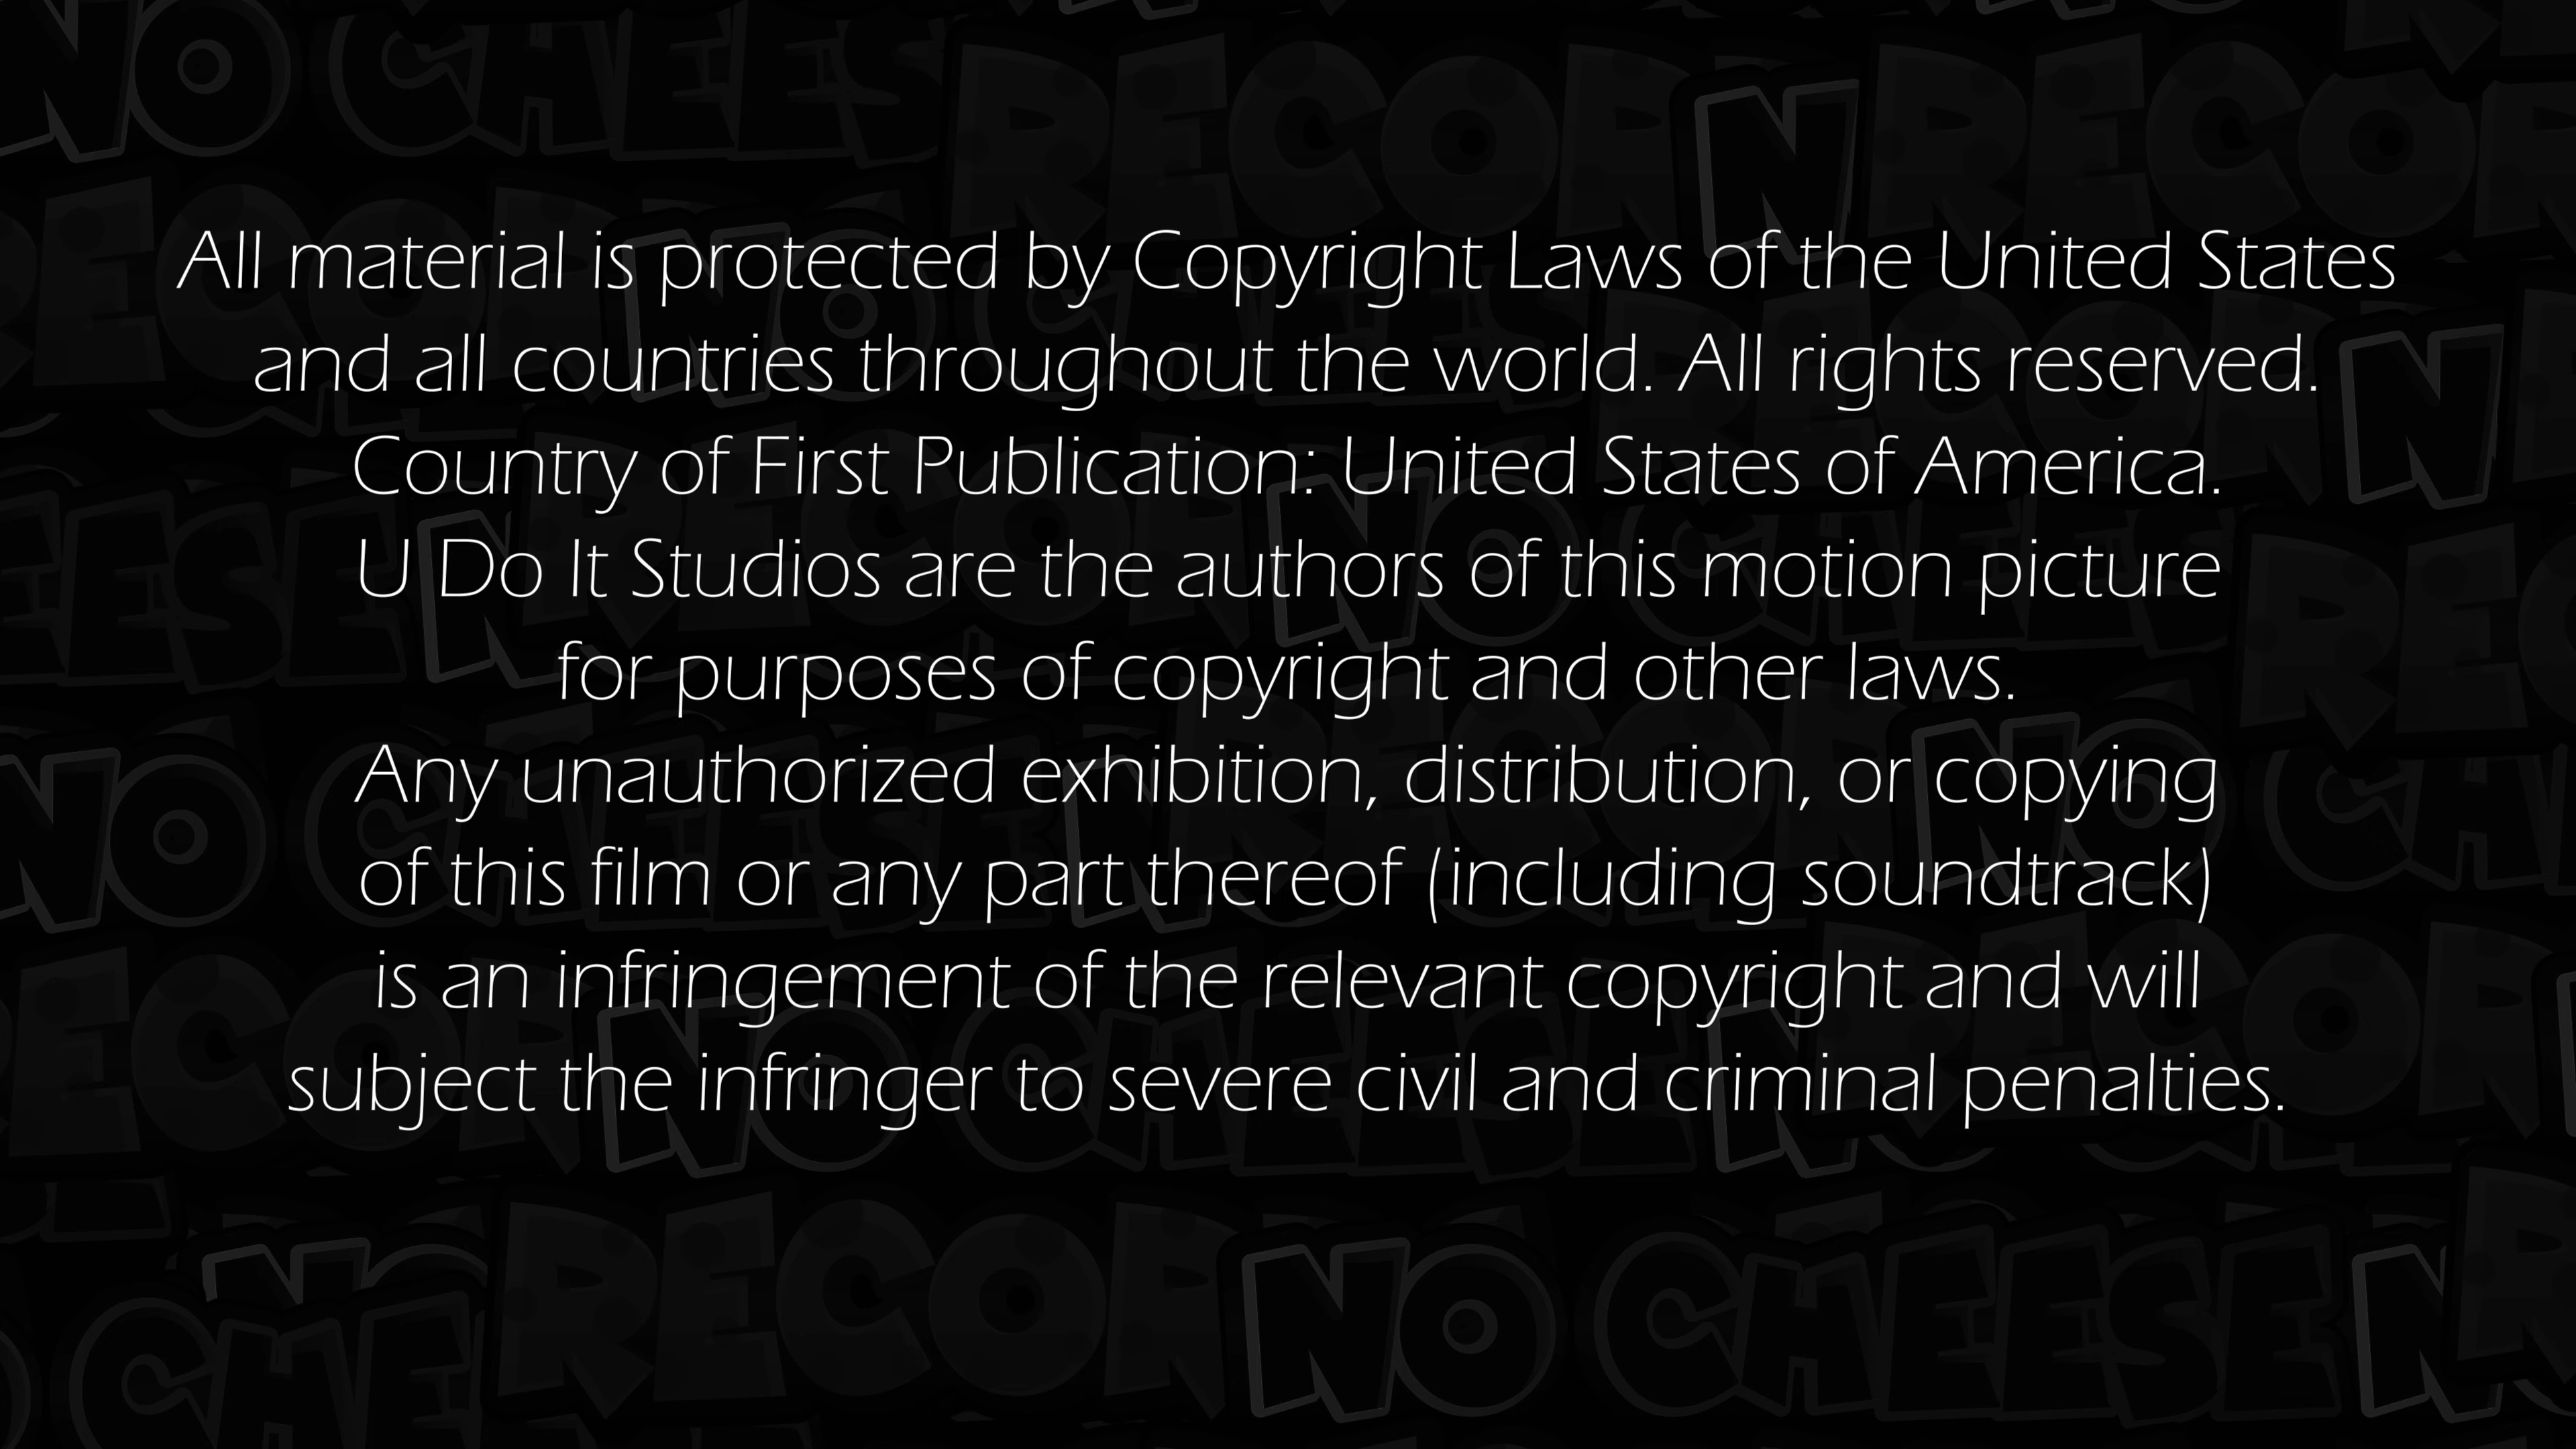 All material is protected by Copyright Laws of the United States
and all countries throughout the world. All rights reserved.
Country of First Publication: United States of America.
U Do It Studios are the authors of this motion picture
for purposes of copyright and other laws.
Any unauthorized exhibition, distribution, or copying
of this film or any part thereof (including soundtrack)
is an infringement of the relevant copyright and will
subject the infringer to severe civil and criminal penalties.